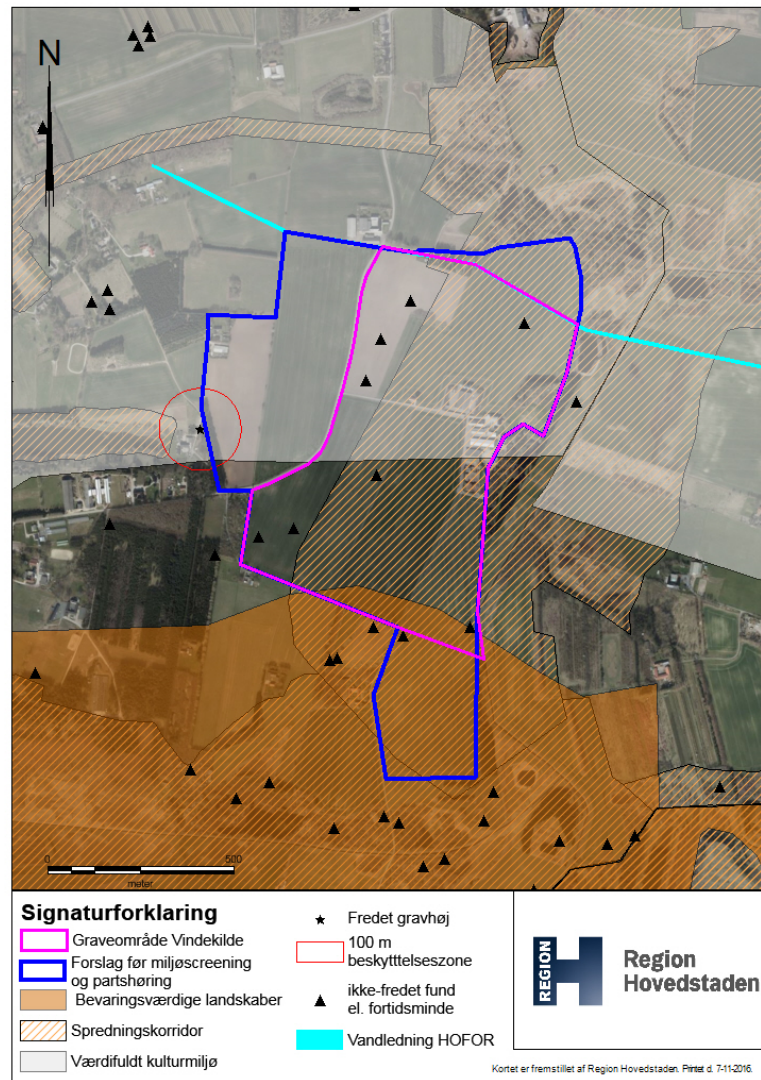 N
0
500
meter
Signaturforklaring
Graveområde Vindekilde
Forslag før miljøscreening
og partshøring
Bevaringsværdige landskaber
Spredningskorridor
Værdifuldt kulturmiljø
Fredet gravhøj
100 m
beskytttelseszone
ikke-fredet fund
el. fortidsminde
Vandledning HOFOR
REGION
H
Region
Hovedstaden
Kortet er fremstillet af Region Hovedstaden. Printet d. 7-11-2016.